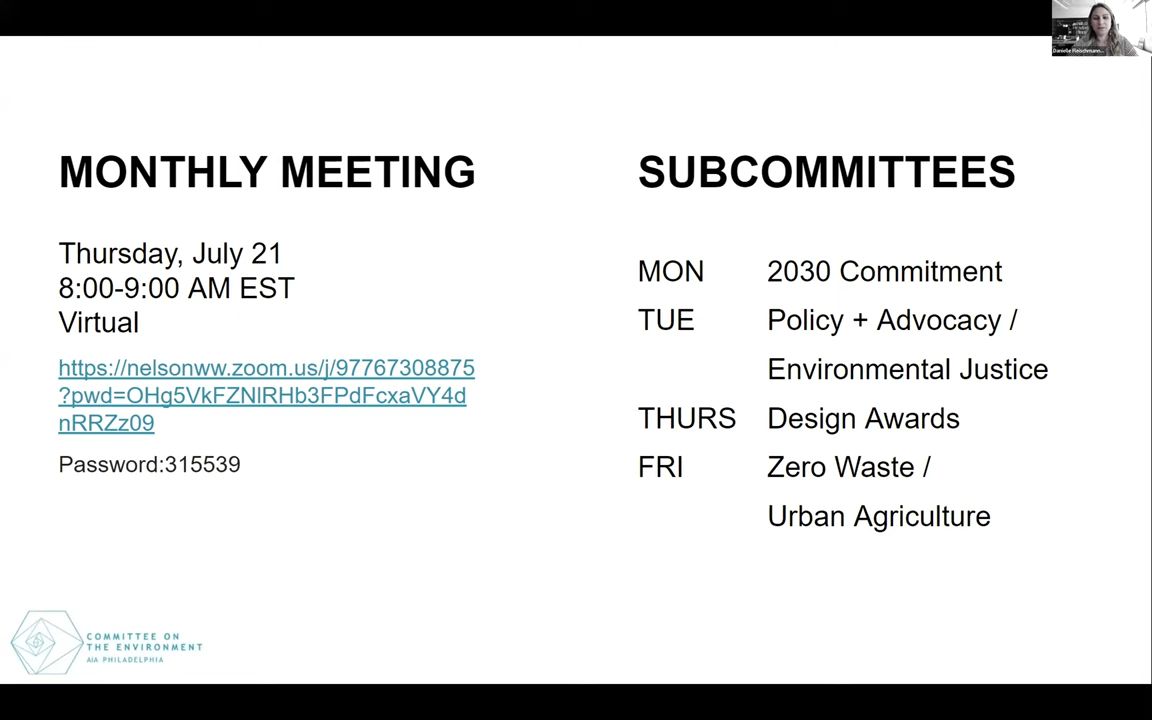 Danielle Fleischmann...
MONTHLY MEETING
Thursday, July 21
8:00-9:00 AM EST
Virtual
https://nelsonww.zoom.us/j/97767308875
?pwd=OHg5VkFZNlRHb3FPdFcxaVY4d
nRRZz09
Password:315539
SUBCOMMITTEES
MON 2030 Commitment
TUE Policy + Advocacy /
Environmental Justice
THURS Design Awards
FRI Zero Waste /
Urban Agriculture
COMMITTEE ON
THE ENVIRONMENT
AIA PHILADELPHIA